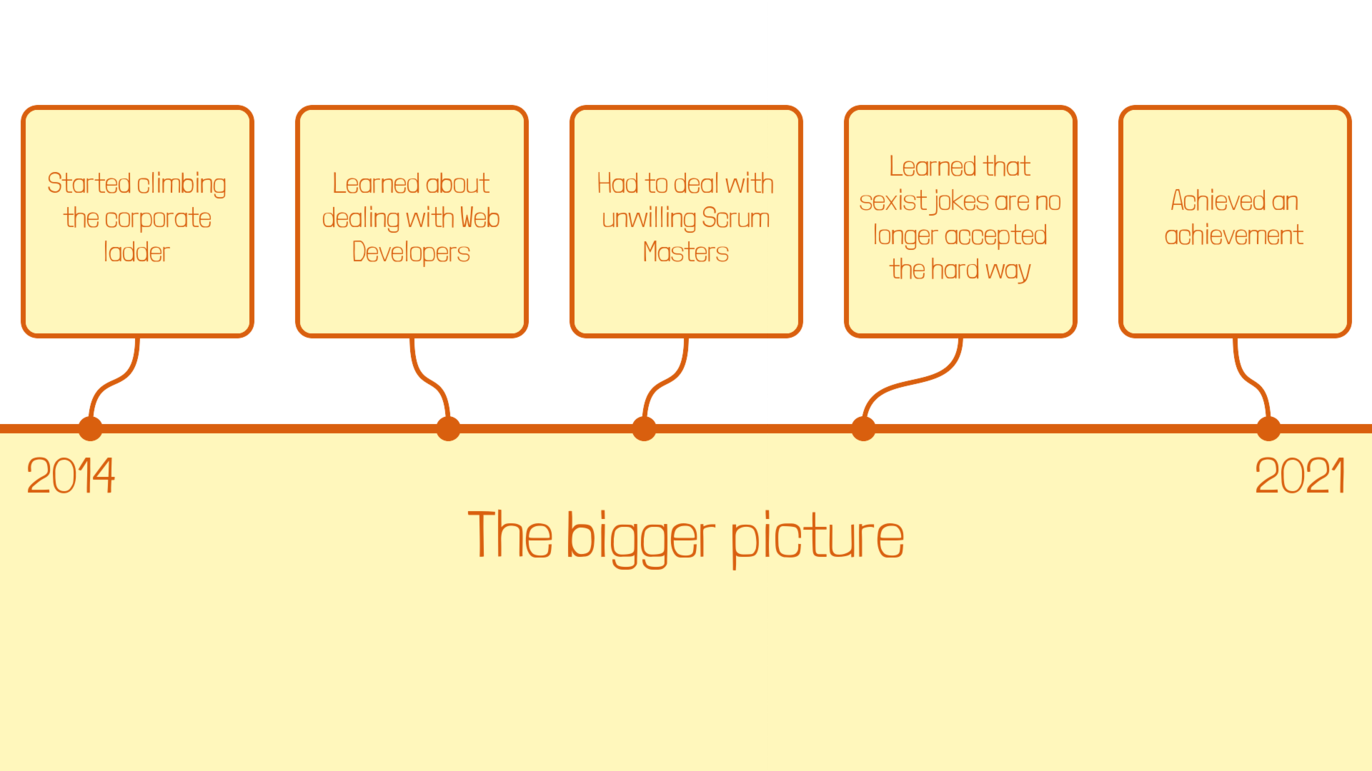 Started climbing
the corporate
ladder
Learned about
dealing with Web
Developers
Had to deal with
unwilling Scrum
Masters
Learned that
sexist jokes are no
longer accepted
the hard way
Achieved an
achievement
2014
2021
The bigger picture